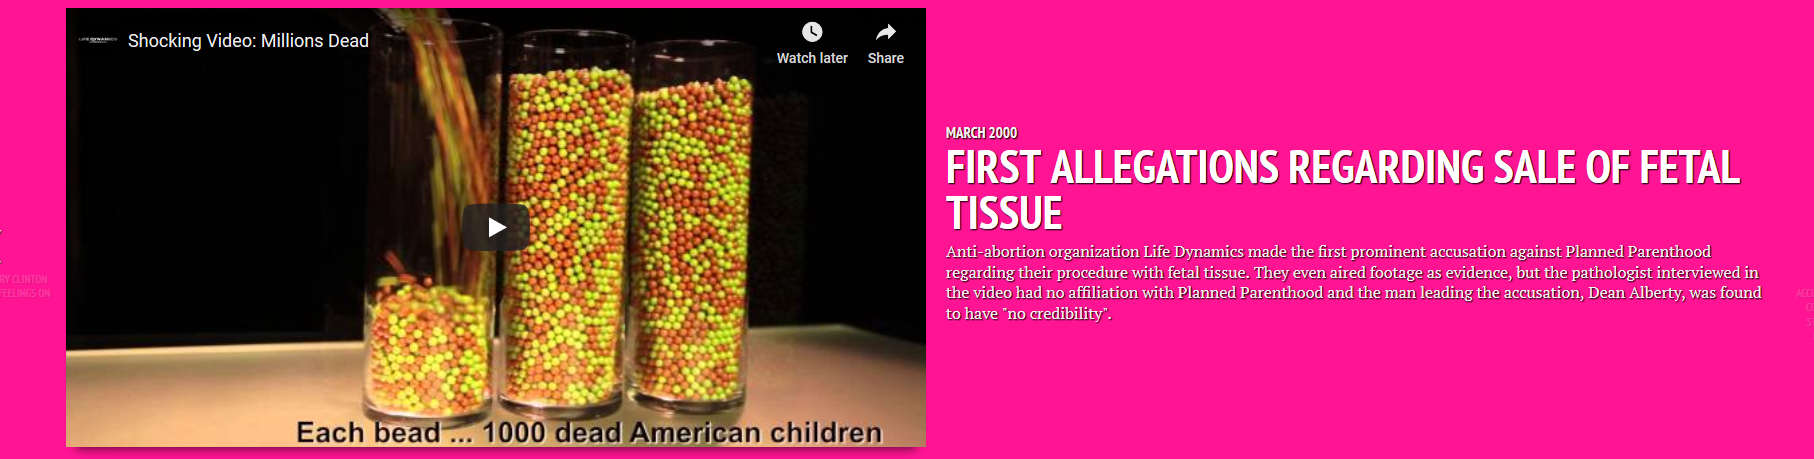 LIFE DYNAMICS
Shocking Video: Millions Dead
Watch later
Share
Each bead ... 1000 dead American children
MARCH 2000
FIRST ALLEGATIONS REGARDING SALE OF FETAL
TISSUE
Anti-abortion organization Life Dynamics made the first prominent accusation against Planned Parenthood
regarding their procedure with fetal tissue. They even aired footage as evidence, but the pathologist interviewed in
the video had no affiliation with Planned Parenthood and the man leading the accusation, Dean Alberty, was found
to have "no credibility".
RY CLINTON
FEELINGS ON